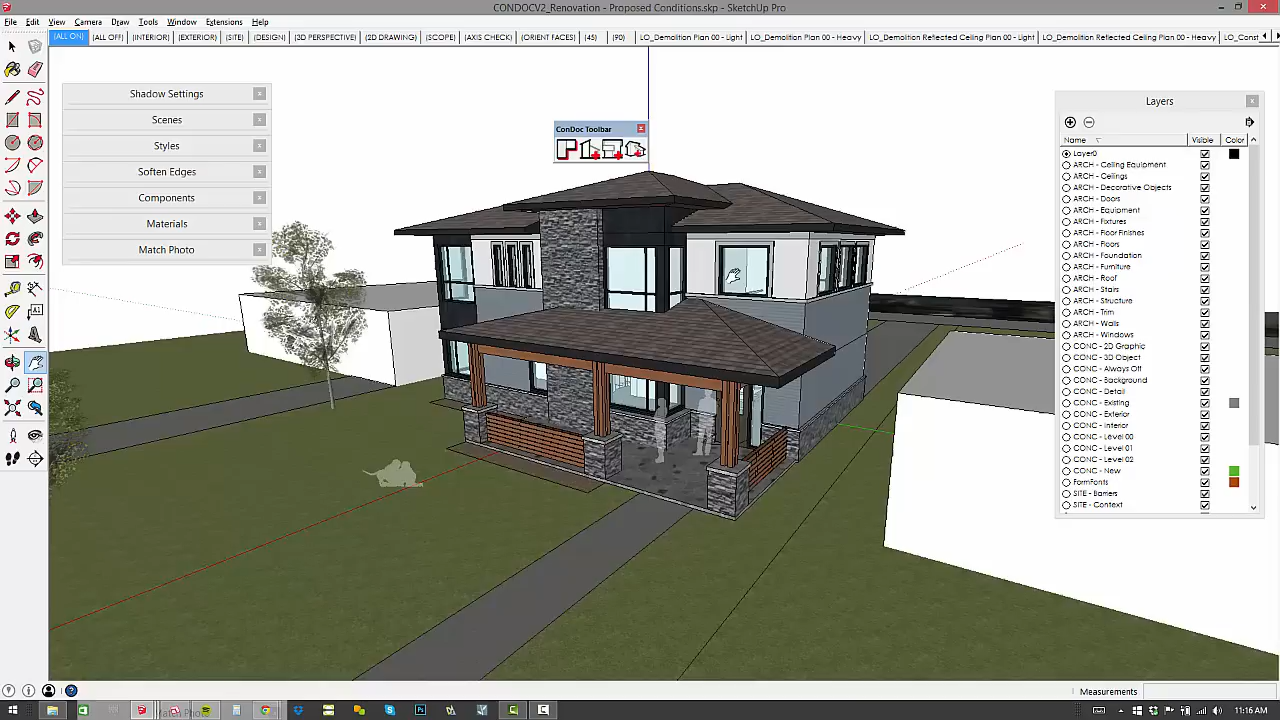 CONDOCV2_Renovation - Proposed Conditions.skp - SketchUp Pro
File Edit View Camera Draw Tools Window Extensions Help
(ALL ON) (ALL OFF) (INTERIOR) (EXTERIOR) (SITE) (DESIGN) (3D PERSPECTIVE) (2D DRAWING) (SCOPE) (AXIS CHECK) (ORIENT FACES) (45) (90) LO_Demolition Plan 00 - Light LO_Demolition Plan 00 - Heavy LO_Demolition Reflected Ceiling Plan 00 - Light LO_Demolition Reflected Ceiling Plan 00 - Heavy LO_Const
Shadow Settings
Scenes
Styles
Soften Edges
Components
Materials
Match Photo
ConDoc Toolbar
Layers
Name Visible Color
Layer0
ARCH - Ceiling Equipment
ARCH - Ceilings
ARCH - Decorative Objects
ARCH - Doors
ARCH - Equipment
ARCH - Fixtures
ARCH - Floor Finishes
ARCH - Floors
ARCH - Foundation
ARCH - Furniture
ARCH - Roof
ARCH - Stairs
ARCH - Structure
ARCH - Trim
ARCH - Walls
ARCH - Windows
CONC - 2D Graphic
CONC - 3D Object
CONC - Always Off
CONC - Background
CONC - Detail
CONC - Existing
CONC - Exterior
CONC - Interior
CONC - Level 00
CONC - Level 01
CONC - Level 02
CONC - New
FormFonts
SITE - Barriers
SITE - Context
Measurements
11:16 AM